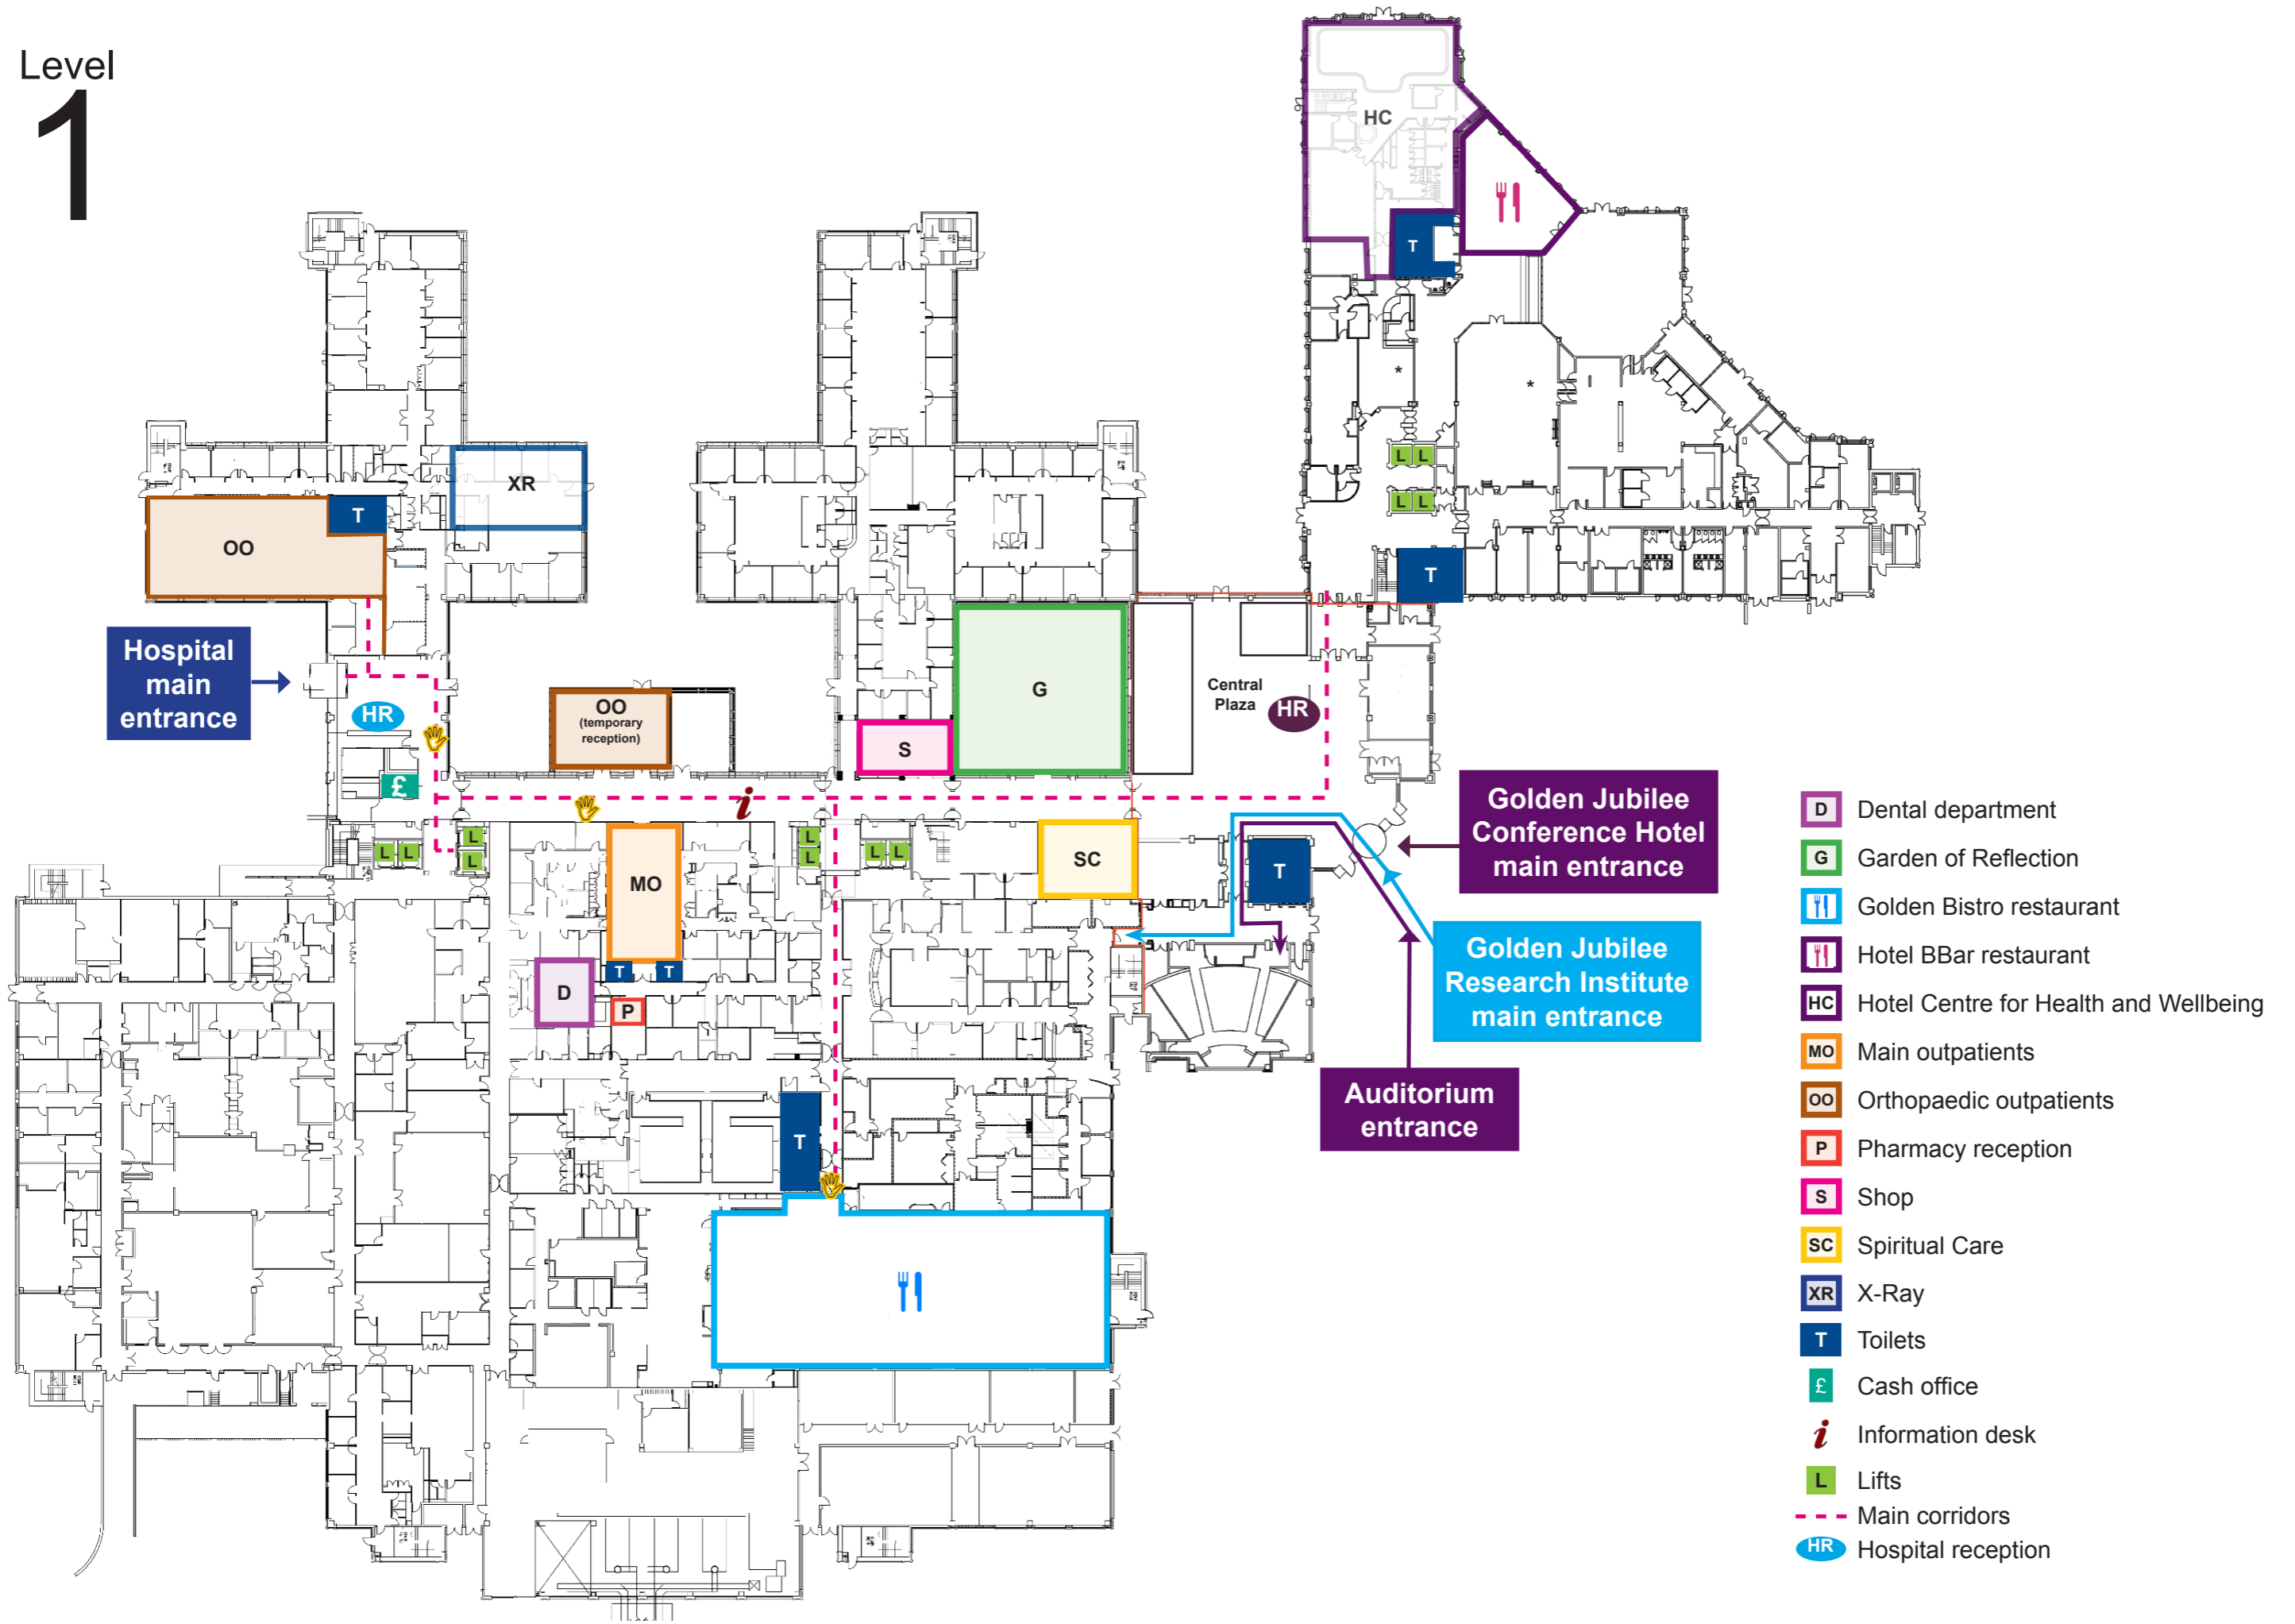 Level
1
HC
T
*
*
L L
L L
XR
T
OO
T
Hospital
main
entrance
HR
£
OO
(temporary
reception)
S
G
Central
Plaza
HR
i
L
L
L L
L
L
L L
MO
SC
T
Golden Jubilee
Conference Hotel
main entrance
Golden Jubilee
Research Institute
main entrance
Auditorium
entrance
T T
D
P
T
D Dental department
G Garden of Reflection
Golden Bistro restaurant
Hotel BBar restaurant
HC Hotel Centre for Health and Wellbeing
MO Main outpatients
OO Orthopaedic outpatients
P Pharmacy reception
S Shop
SC Spiritual Care
XR X-Ray
T Toilets
£ Cash office
i Information desk
L Lifts
Main corridors
HR Hospital reception